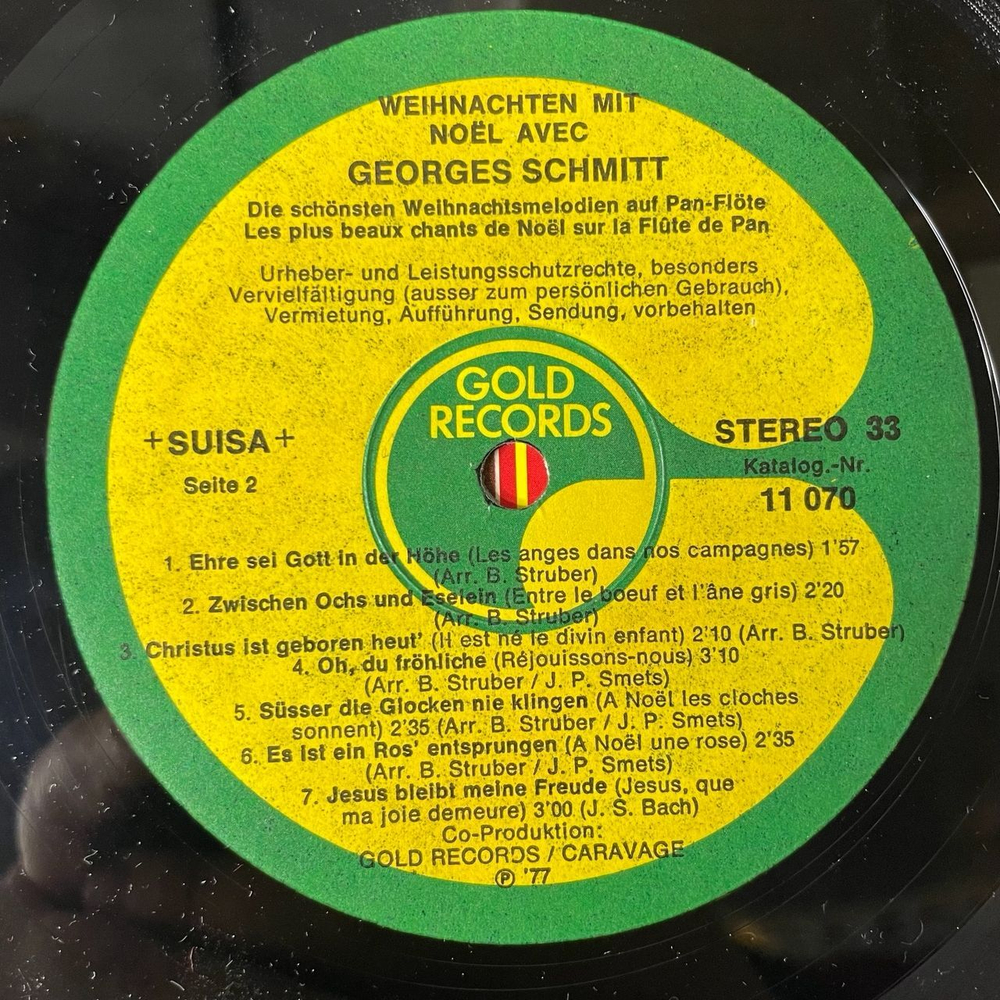 WEIHNACHTEN MIT
NOËL AVEC
GEORGES SCHMITT
Die schönsten Weihnachtsmelodien auf Pan-Flöte
Les plus beaux chants de Noël sur la Flûte de Pan
Urheber- und Leistungsschutzrechte, besonders
Vervielfältigung (ausser zum persönlichen Gebrauch),
Vermietung, Aufführung, Sendung, vorbehalten
GOLD
RECORDS
+SUISA+
Seite 2
STEREO 33
Katalog.-Nr.
11 070
1. Ehre sei Gott in der Höhe (Les anges dans nos campagnes) 1'57
(Arr. B. Struber)
2. Zwischen Ochs und Eselein (Entre le boeuf et l'âne gris) 2'20
(Arr. B. Struber)
3. Christus ist geboren heut' (Il est né le divin enfant) 2'10 (Arr. B. Struber)
4. Oh, du fröhliche (Réjouissons-nous) 3'10
(Arr. B. Struber / J. P. Smets)
5. Süsser die Glocken nie klingen (A Noël les cloches
sonnent) 2'35 (Arr. B. Struber / J. P. Smets)
6. Es ist ein Ros' entsprungen (A Noël une rose) 2'35
(Arr. B. Struber / J. P. Smets)
7. Jesus bleibt meine Freude (Jesus, que
ma joie demeure) 3'00 (J. S. Bach)
Co-Produktion:
GOLD RECORDS / CARAVAGE
℗ '77